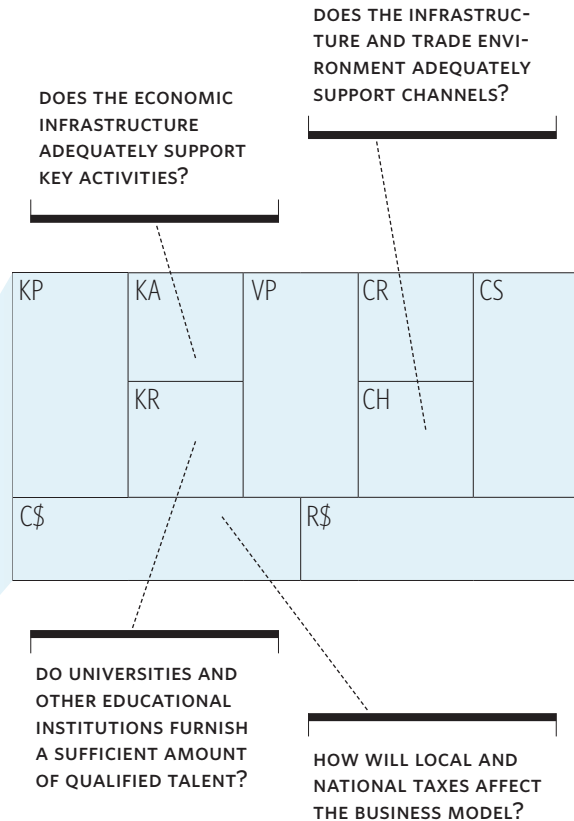 DOES THE INFRASTRUC-
TURE AND TRADE ENVI-
RONMENT ADEQUATELY
SUPPORT CHANNELS?
DOES THE ECONOMIC
INFRASTRUCTURE
ADEQUATELY SUPPORT
KEY ACTIVITIES?
KP
KA
VP
CR
CS
KR
CH
C$
R$
DO UNIVERSITIES AND
OTHER EDUCATIONAL
INSTITUTIONS FURNISH
A SUFFICIENT AMOUNT
OF QUALIFIED TALENT?
HOW WILL LOCAL AND
NATIONAL TAXES AFFECT
THE BUSINESS MODEL?